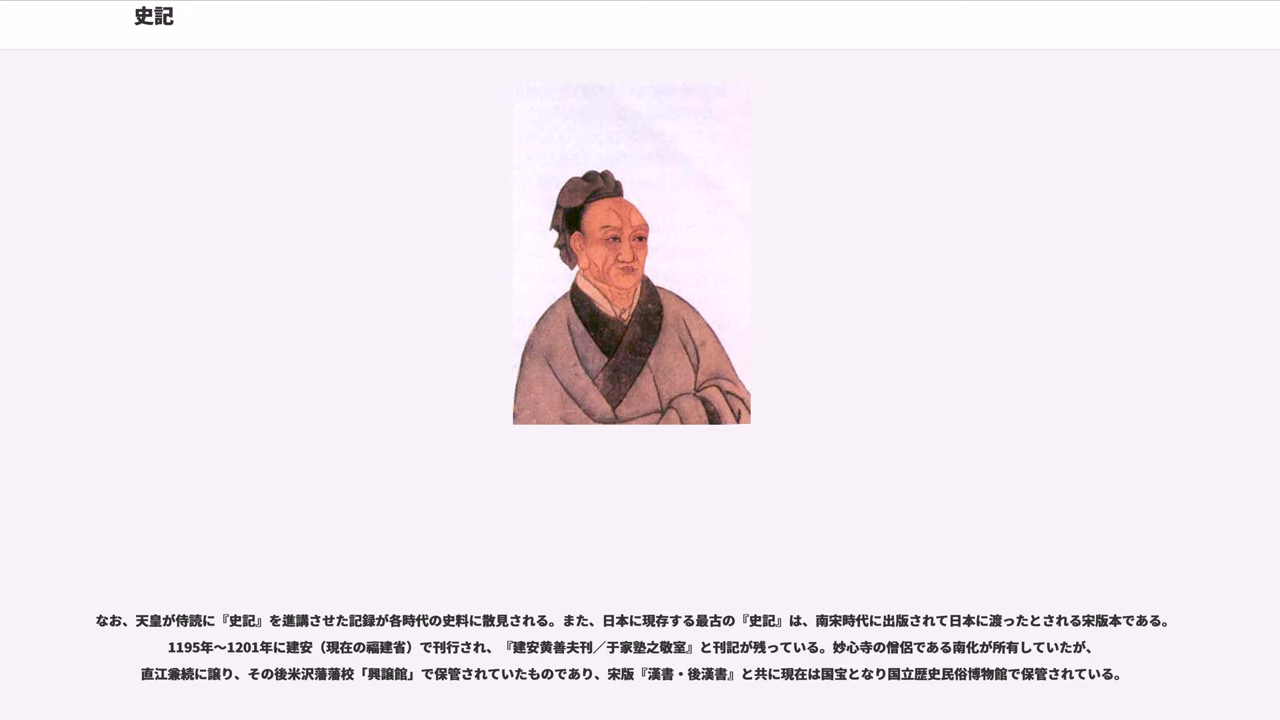 史記
なお、天皇が侍読に『史記』を進講させた記録が各時代の史料に散見される。また、日本に現存する最古の『史記』は、南宋時代に出版されて日本に渡ったとされる宋版本である。
1195年〜1201年に建安（現在の福建省）で刊行され、『建安黄善夫刊／于家塾之敬室』と刊記が残っている。妙心寺の僧侶である南化が所有していたが、
直江兼続に譲り、その後米沢藩藩校「興譲館」で保管されていたものであり、宋版『漢書・後漢書』と共に現在は国宝となり国立歴史民俗博物館で保管されている。